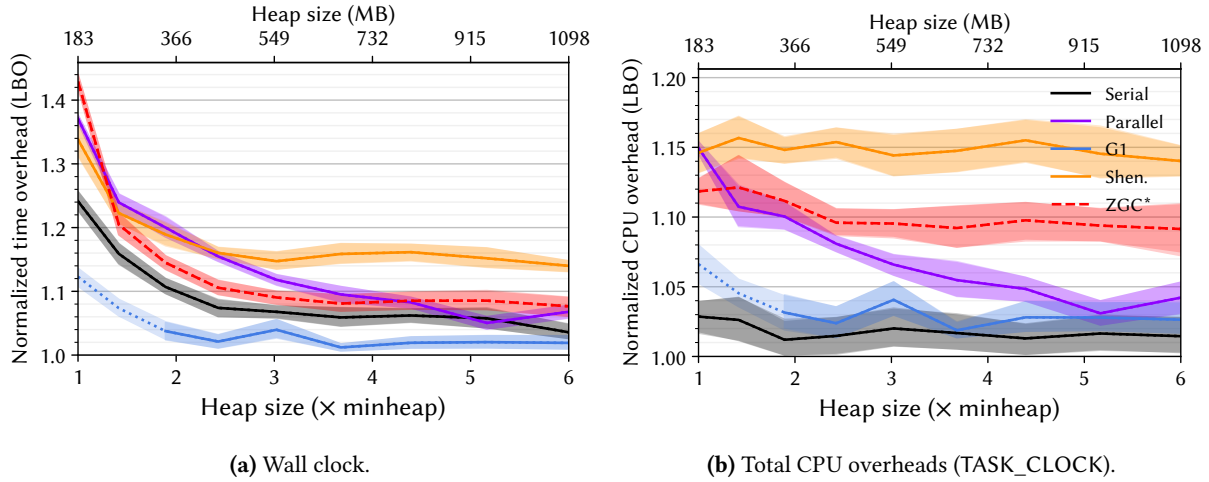 Heap size (MB)
183 366 549 732 915 1098
Normalized time overhead (LBO)
1.4
1.3
1.2
1.1
1.0
1 2 3 4 5 6
Heap size (× minheap)
(a) Wall clock.
Heap size (MB)
183 366 549 732 915 1098
Normalized CPU overhead (LBO)
1.20
1.15
1.10
1.05
1.00
Serial
Parallel
G1
Shen.
ZGC*
1 2 3 4 5 6
Heap size (× minheap)
(b) Total CPU overheads (TASK_CLOCK).